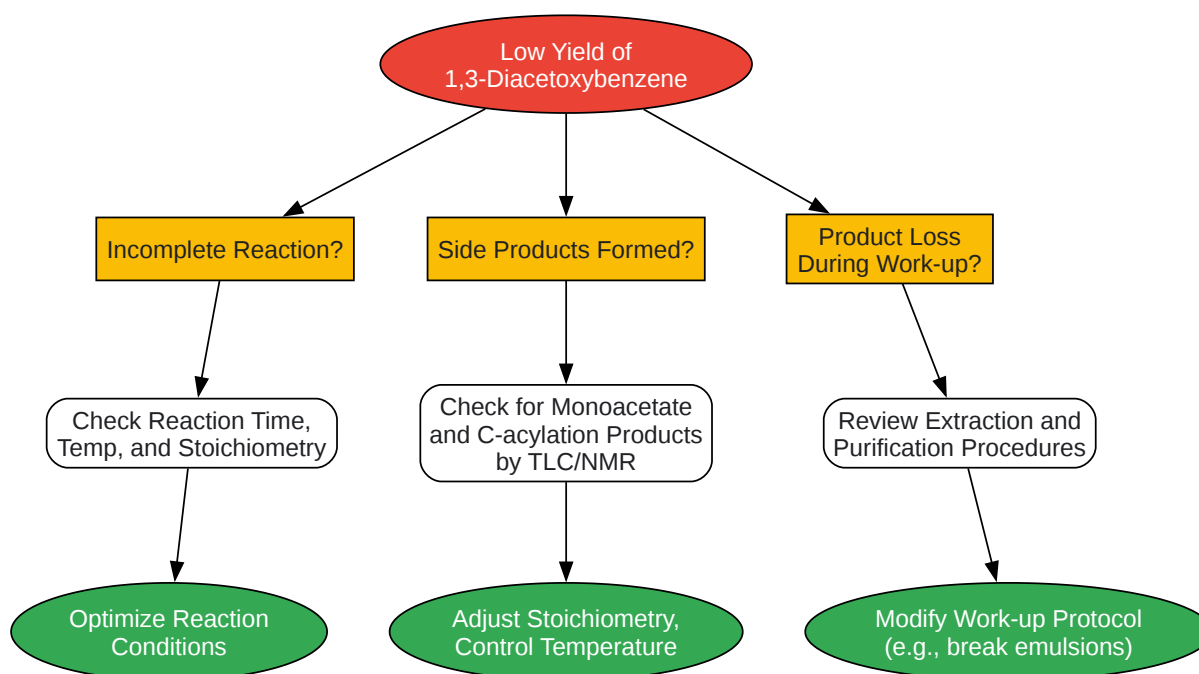 Low Yield of
1,3-Diacetoxybenzene
Incomplete Reaction?
Side Products Formed?
Product Loss
During Work-up?
Check Reaction Time,
Temp, and Stoichiometry
Check for Monoacetate
and C-acylation Products
by TLC/NMR
Review Extraction and
Purification Procedures
Optimize Reaction
Conditions
Adjust Stoichiometry,
Control Temperature
Modify Work-up Protocol
(e.g., break emulsions)